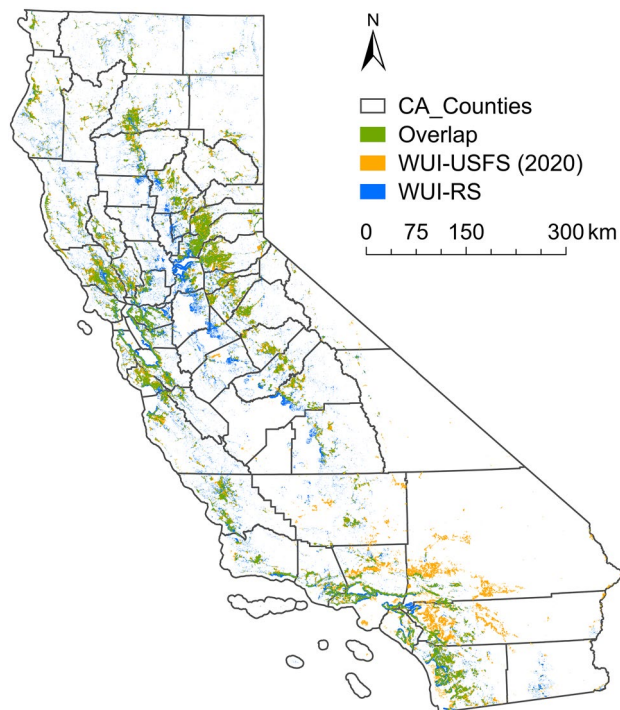 N
CA_Counties
Overlap
WUI-USFS (2020)
WUI-RS
0 75 150 300 km